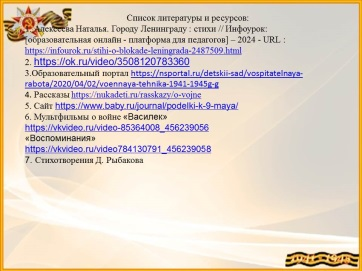 Список литературы и ресурсов:
1. Алексеева Наталья. Городу Ленинграду : стихи // Инфоурок:
[образовательная онлайн - платформа для педагогов] – 2024 - URL :
https://infourok.ru/stihi-o-blokade-leningrada-2487509.html
2. https://ok.ru/video/3508120783360
3.Образовательный портал https://nsportal.ru/detskii-sad/vospitatelnaya-
rabota/2020/04/02/voennaya-tehnika-1941-1945g-g
4. Рассказы https://nukadeti.ru/rasskazy/o-vojne
5. Сайт https://www.baby.ru/journal/podelki-k-9-maya/
6. Мультфильмы о войне «Василек»
https://vkvideo.ru/video-85364008_456239056
«Воспоминания»
https://vkvideo.ru/video784130791_456239058
7. Стихотворения Д. Рыбакова
1941 - 1945